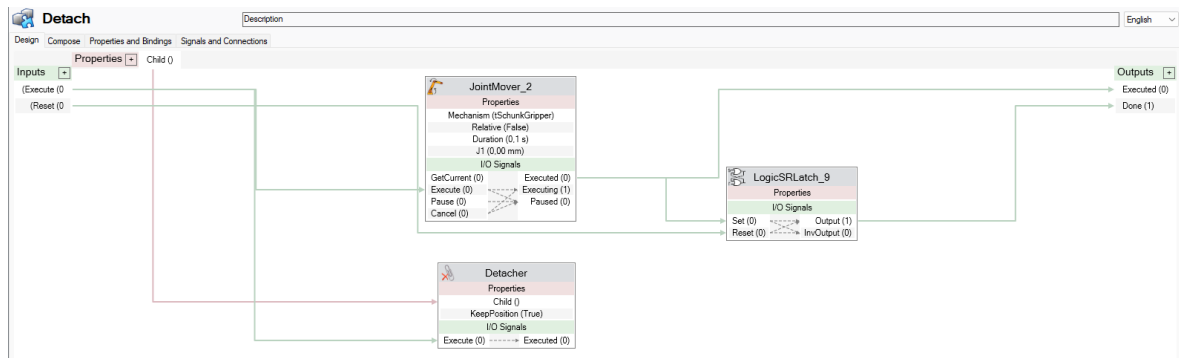 Detach
Description
English
Design Compose Properties and Bindings Signals and Connections
Properties + Child ()
Inputs +
(Execute (0
(Reset (0
Outputs +
Executed (0)
Done (1)
JointMover_2
Properties
Mechanism (tSchunkGripper)
Relative (False)
Duration (0,1 s)
J1 (0,00 mm)
I/O Signals
GetCurrent (0) Executed (0)
Execute (0) Executing (1)
Pause (0) Paused (0)
Cancel (0)
LogicSRLatch_9
Properties
I/O Signals
Set (0) Output (1)
Reset (0) InvOutput (0)
Detacher
Properties
Child ()
KeepPosition (True)
I/O Signals
Execute (0) Executed (0)